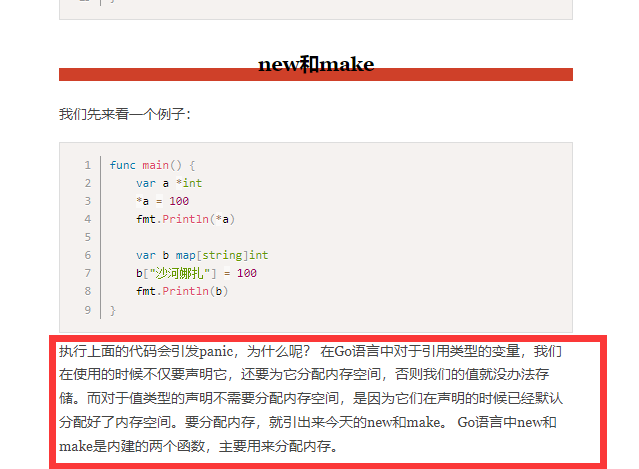 new和make
我们先来看一个例子：
1 func main() {
2 var a *int
3 *a = 100
4 fmt.Println(*a)
5
6 var b map[string]int
7 b["沙河娜扎"] = 100
8 fmt.Println(b)
9 }
执行上面的代码会引发panic，为什么呢？ 在Go语言中对于引用类型的变量，我们
在使用的时候不仅要声明它，还要为它分配内存空间，否则我们的值就没办法存
储。而对于值类型的声明不需要分配内存空间，是因为它们在声明的时候已经默认
分配好了内存空间。要分配内存，就引出来今天的new和make。 Go语言中new和
make是内建的两个函数，主要用来分配内存。